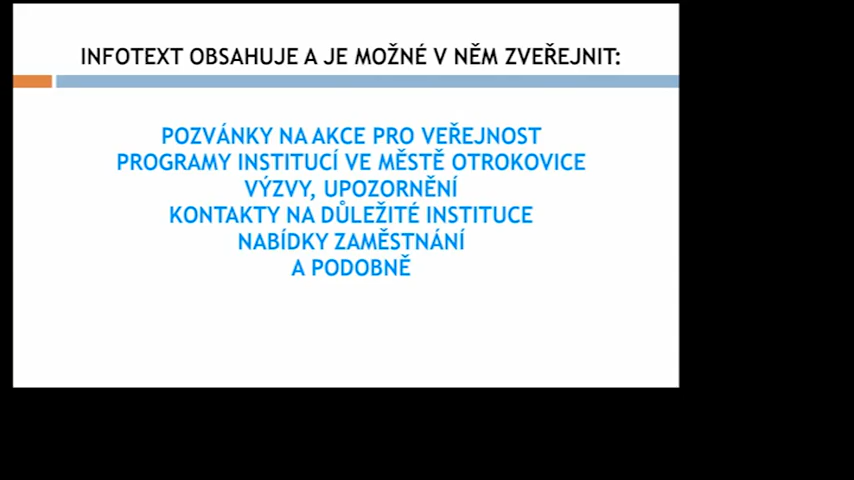 INFOTEXT OBSAHUJE A JE MOŽNÉ V NĚM ZVEŘEJNIT:
POZVÁNKY NA AKCE PRO VEŘEJNOST
PROGRAMY INSTITUCÍ VE MĚSTĚ OTROKOVICE
VÝZVY, UPOZORNĚNÍ
KONTAKTY NA DŮLEŽITÉ INSTITUCE
NABÍDKY ZAMĚSTNÁNÍ
A PODOBNĚ